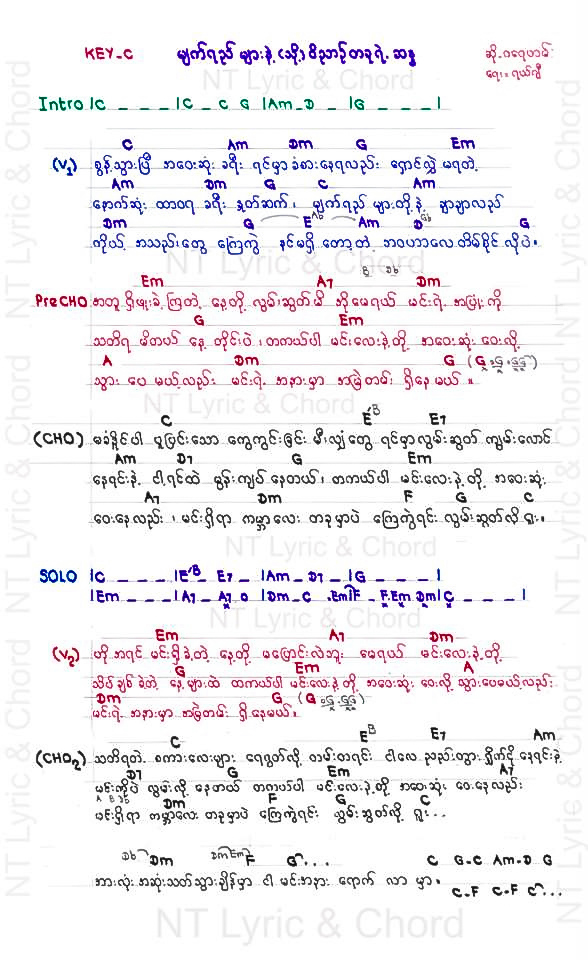 KEY-C မျက်ရည် များနဲ့ (သို့) ဝိညာဉ် တခုရဲ့ ဆန္ဒ ဆို-ဂရေဟမ်
ရေး = ရယ်ဂျီ
Intro |C _ _ _ |C _ C G |Am _ D _ |G _ _ _ |
C Am Dm G Em
(V1) စွန့်သွားပြီ အဝေးဆုံး ခရီး ရင်မှာ ခံစားနေရလည်း ရှောင်လွှဲ မရတဲ့
Am Dm G C Am
နောက်ဆုံး ထာဝရ ခရီး နှုတ်ဆက်၊ မျက်ရည် များတို့နဲ့ ချာချာလည်
Dm G E Am D
ကိုယ့် အသည်းတွေ ကြေကွဲ နင်မရှိ တော့တဲ့ အဝဟာလေ တိမ်စိုင် လိုပဲ။
B Db
Em A7 Dm
PreCHO အတူ ရှိဖူးခဲ့ကြတဲ့ နေ့တို့ လွမ်းဆွတ်မိ ဘိုမေရယ် မင်းရဲ့ အပြုံးကို
G Em
သတိရ မိတယ် နေ့ တိုင်းပဲ ၊ တကယ်ပါ မင်းလေးနဲ့တို့ အဝေးဆုံး ဝေးလို့
A Dm G (G G GG)
သွား ပေ မယ့်လည်း မင်းရဲ့ အနားမှာ အမြဲတမ်း ရှိနေ မယ် ။
C E B E7
(CHO) မခံနိုင်ပါ ပူပြင်းသော ကွေကွင်းခြင်း မီးလျှံတွေ ရင်မှာလွမ်းဆွတ် ကျွမ်းလောင်
Am D7 G Em
နေရင်းနဲ့ ငါ့ရင်ထဲ မွန်းကျပ် နေတယ်၊ တကယ်ပါ မင်းလေးနဲ့တို့ အဝေးဆုံး
A7 Dm F G C
ဝေးနေလည်း ၊ မင်းရှိရာ ကမ္ဘာလေး တခုမှာပဲ ကြေကွဲရင်း လွမ်းဆွတ်လို့ ရူး။
SOLO |C _ _ _ |E B _ E7 _ |Am _ D7 _ |G _ _ _ |
|Em _ _ _ |A7 _ A7 0 |Dm _ C .Em|F _ F Em Dm|C _ _ _ |
Em A7 Dm
(V2) ဟို အရင် မင်းရှိခဲ့တဲ့ နေ့တို့ မပြောင်းလဲဘူး မေရယ် မင်းလေးနဲ့တို့
G Em A
သိပ်ချစ် ခဲ့တဲ့ နေ့များထဲ တကယ်ပါ မင်းလေးနဲ့တို့ အဝေးဆုံး ဝေးလို့ သွားပေမယ့်လည်း
Dm G (G G GG)
မင်းရဲ့ အနားမှာ အမြဲတမ်း ရှိနေမယ်။
C E B E7 Am
(CHO2) သတိရတဲ့ စကားလေးများ ရေရွတ်လို့ တမ်းတရင်း ငါလေ ညည်းတွား ရှိုက်ငို နေရင်းနဲ့
D7 G Em A7
မင်းကိုပဲ လွမ်းလို့ နေတယ် တကယ်ပါ မင်းလေးနဲ့တို့ အဝေးဆုံး ဝေးနေလည်း
Dm F G C
မင်းရှိရာ ကမ္ဘာလေး တခုမှာပဲ ကြေကွဲရင်း လွမ်းဆွတ်လို့ ရူး...
Db Dm Dm Em F G ... C G-C Am-D G
အားလုံး အဆုံးသတ်သွားချိန်မှာ ငါ မင်းအနား ရောက် လာ မှာ။ C-F C-F C...
NT Lyric & Chord